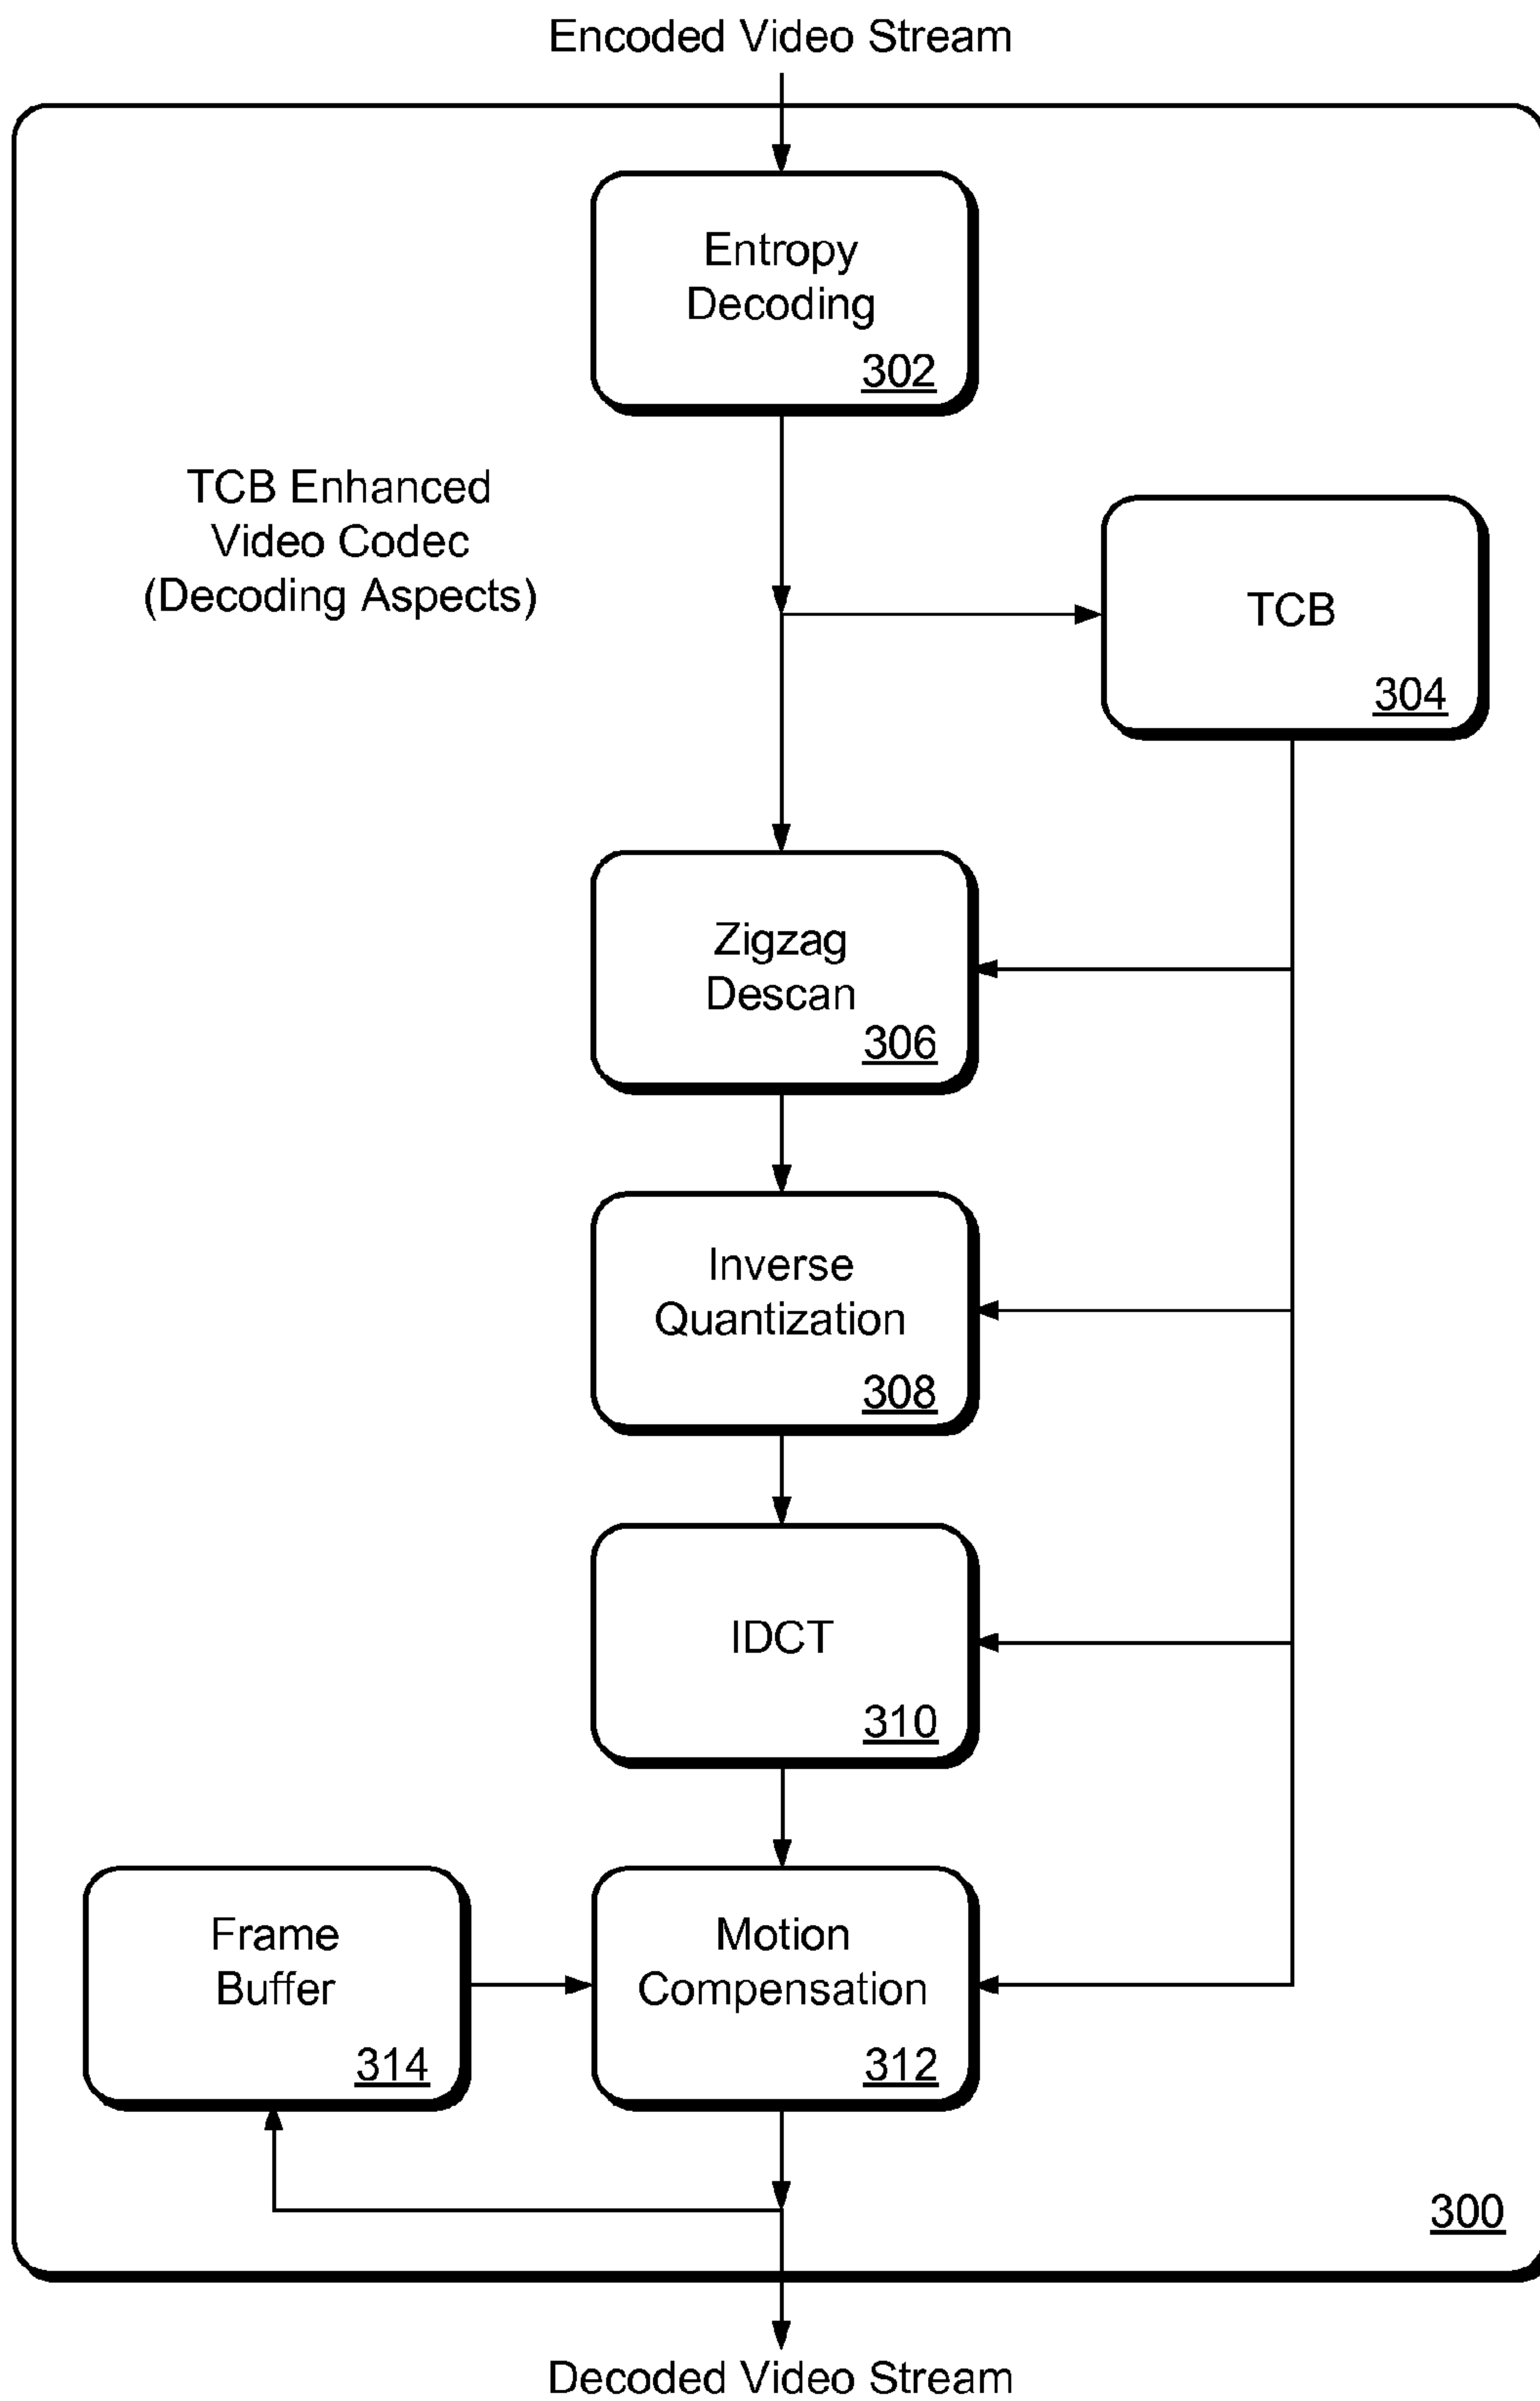 Encoded Video Stream
Entropy
Decoding
302
TCB Enhanced
Video Codec
(Decoding Aspects)
TCB
304
Zigzag
Descan
306
Inverse
Quantization
308
IDCT
310
Frame
Buffer
314
Motion
Compensation
312
300
Decoded Video Stream